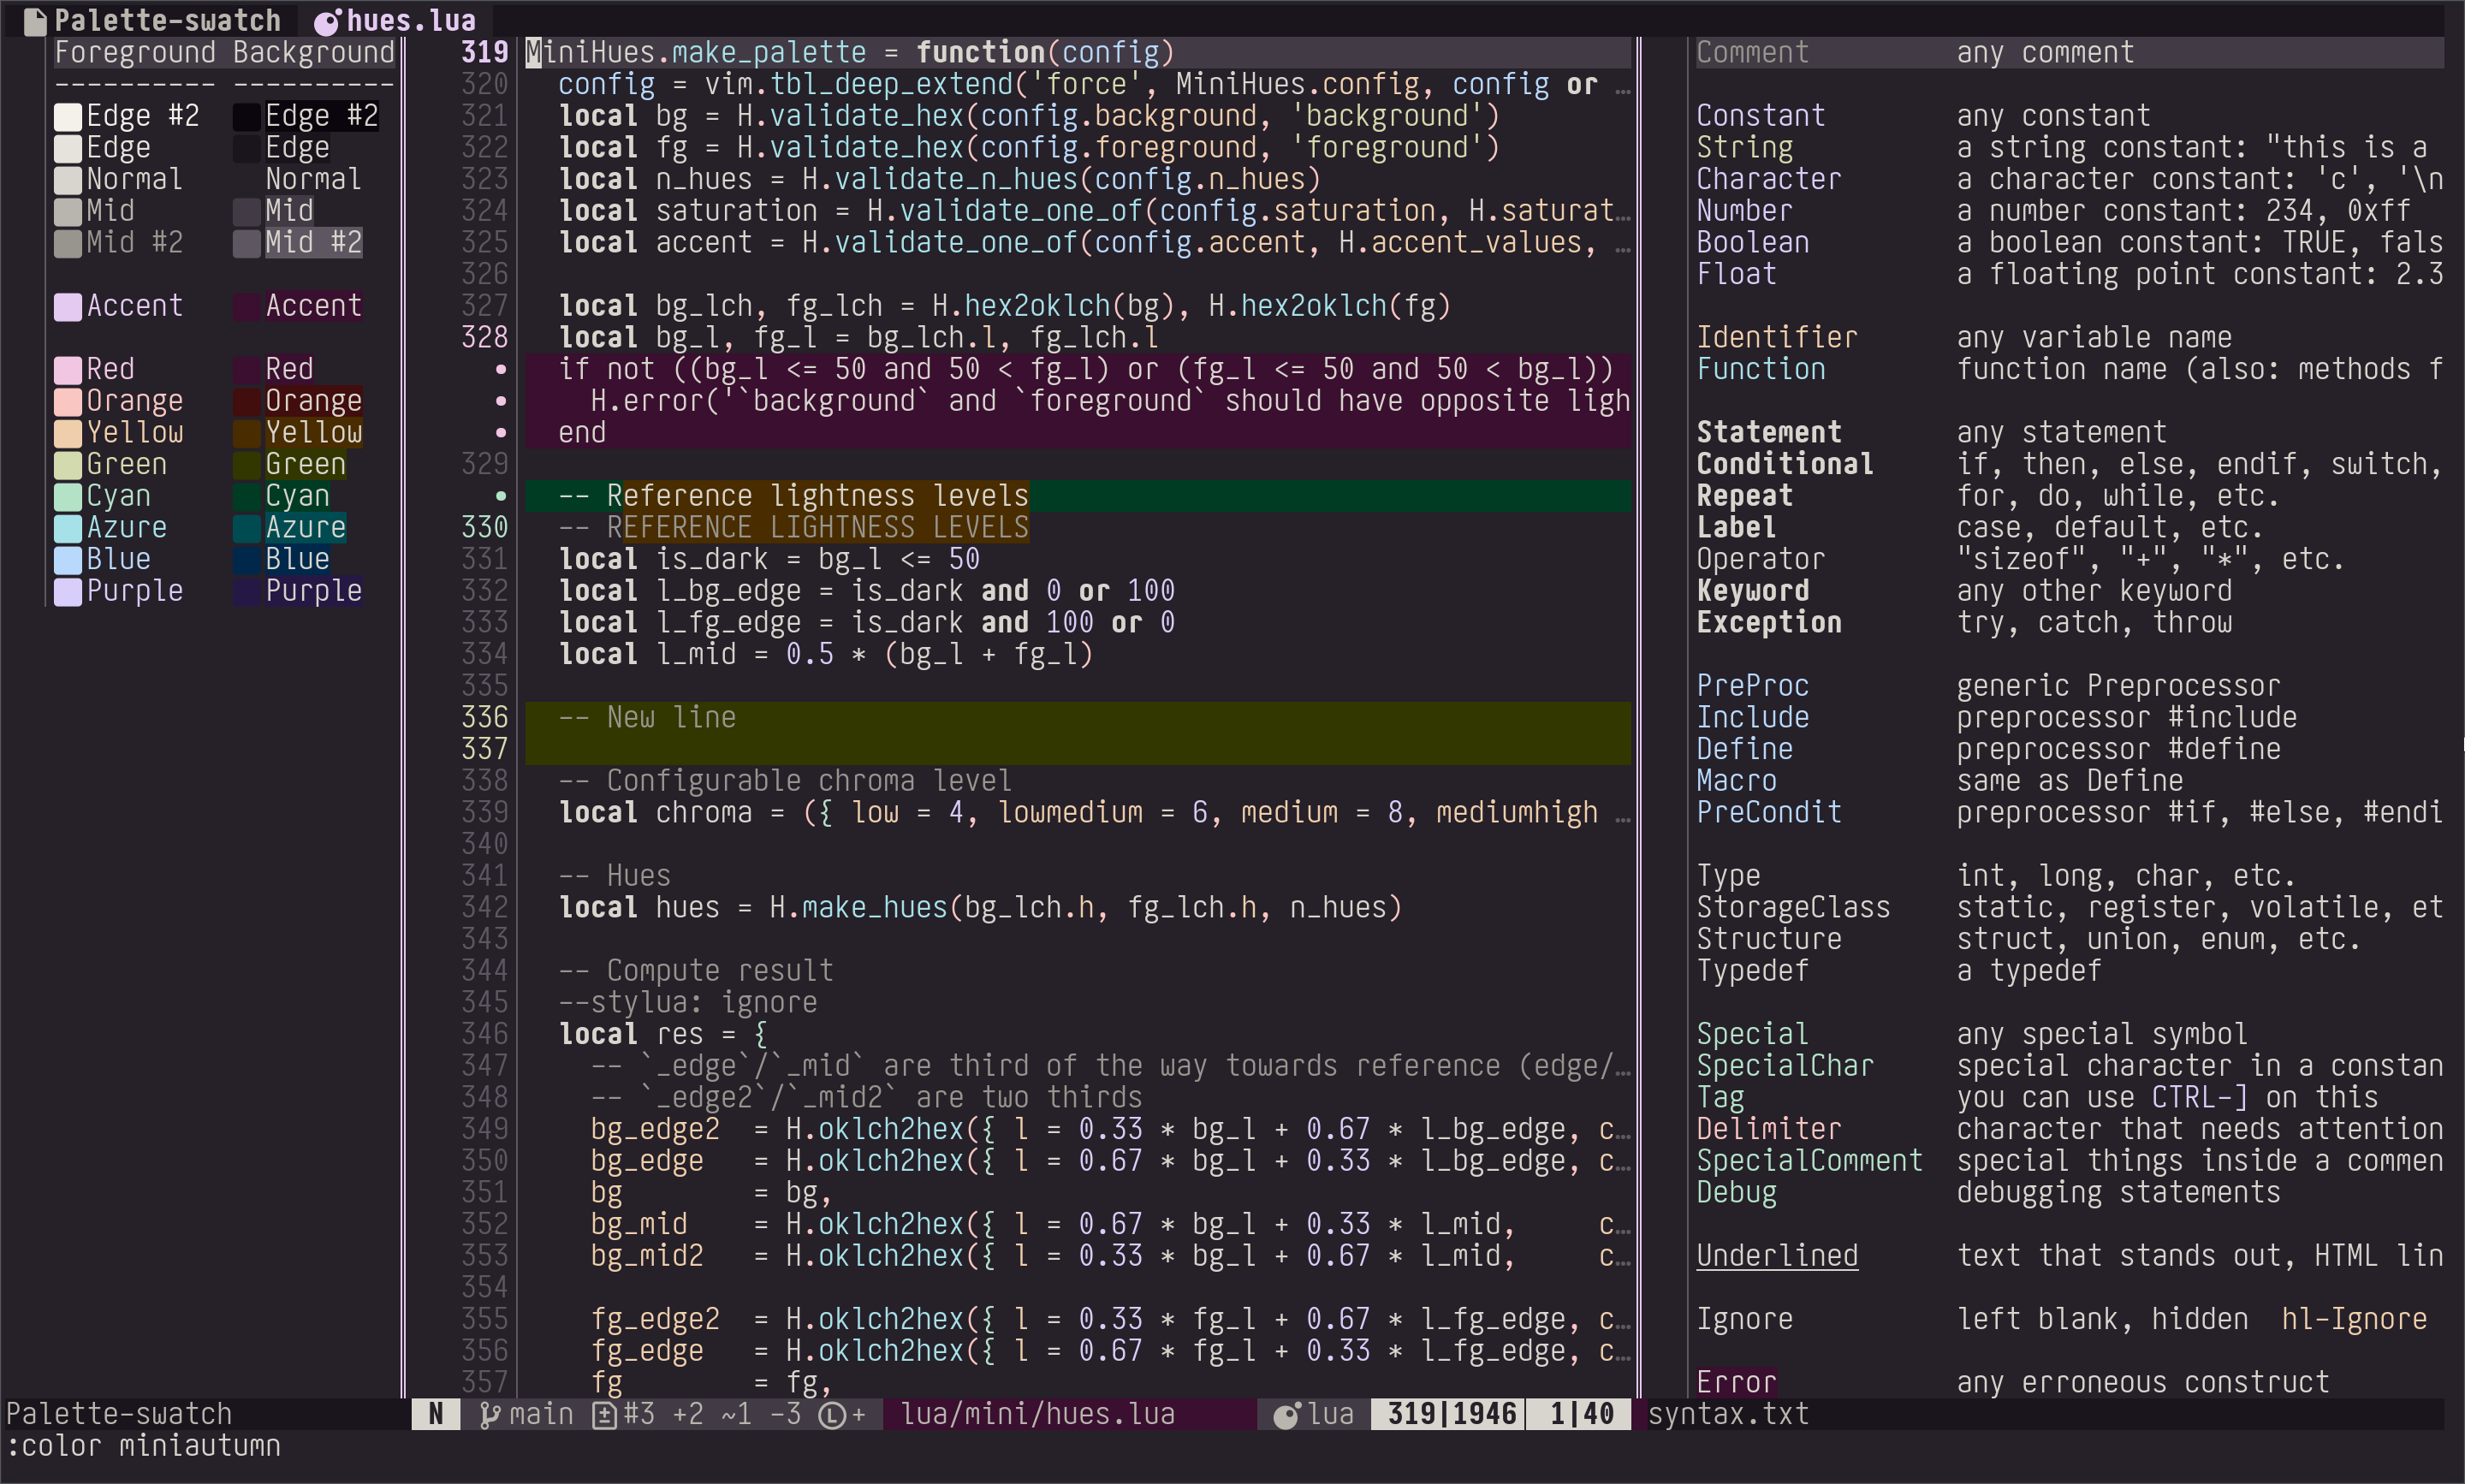 Palette-swatch hues.lua
Foreground Background
---------- ----------
Edge #2 Edge #2
Edge Edge
Normal Normal
Mid Mid
Mid #2 Mid #2
Accent Accent
Red Red
Orange Orange
Yellow Yellow
Green Green
Cyan Cyan
Azure Azure
Blue Blue
Purple Purple
319 MiniHues.make_palette = function(config)
320   config = vim.tbl_deep_extend('force', MiniHues.config, config or …
321   local bg = H.validate_hex(config.background, 'background')
322   local fg = H.validate_hex(config.foreground, 'foreground')
323   local n_hues = H.validate_n_hues(config.n_hues)
324   local saturation = H.validate_one_of(config.saturation, H.saturat…
325   local accent = H.validate_one_of(config.accent, H.accent_values, …
326
327   local bg_lch, fg_lch = H.hex2oklch(bg), H.hex2oklch(fg)
328   local bg_l, fg_l = bg_lch.l, fg_lch.l
•   if not ((bg_l <= 50 and 50 < fg_l) or (fg_l <= 50 and 50 < bg_l))
•     H.error('`background` and `foreground` should have opposite ligh
•   end
329
•   -- Reference lightness levels
330   -- REFERENCE LIGHTNESS LEVELS
331   local is_dark = bg_l <= 50
332   local l_bg_edge = is_dark and 0 or 100
333   local l_fg_edge = is_dark and 100 or 0
334   local l_mid = 0.5 * (bg_l + fg_l)
335
336   -- New line
337
338   -- Configurable chroma level
339   local chroma = ({ low = 4, lowmedium = 6, medium = 8, mediumhigh …
340
341   -- Hues
342   local hues = H.make_hues(bg_lch.h, fg_lch.h, n_hues)
343
344   -- Compute result
345   --stylua: ignore
346   local res = {
347     -- `_edge`/`_mid` are third of the way towards reference (edge/…
348     -- `_edge2`/`_mid2` are two thirds
349     bg_edge2  = H.oklch2hex({ l = 0.33 * bg_l + 0.67 * l_bg_edge, c…
350     bg_edge   = H.oklch2hex({ l = 0.67 * bg_l + 0.33 * l_bg_edge, c…
351     bg        = bg,
352     bg_mid    = H.oklch2hex({ l = 0.67 * bg_l + 0.33 * l_mid,     c…
353     bg_mid2   = H.oklch2hex({ l = 0.33 * bg_l + 0.67 * l_mid,     c…
354
355     fg_edge2  = H.oklch2hex({ l = 0.33 * fg_l + 0.67 * l_fg_edge, c…
356     fg_edge   = H.oklch2hex({ l = 0.67 * fg_l + 0.33 * l_fg_edge, c…
357     fg        = fg,
Comment any comment
Constant any constant
String a string constant: "this is a
Character a character constant: 'c', '\n
Number a number constant: 234, 0xff
Boolean a boolean constant: TRUE, fals
Float a floating point constant: 2.3
Identifier any variable name
Function function name (also: methods f
Statement any statement
Conditional if, then, else, endif, switch,
Repeat for, do, while, etc.
Label case, default, etc.
Operator "sizeof", "+", "*", etc.
Keyword any other keyword
Exception try, catch, throw
PreProc generic Preprocessor
Include preprocessor #include
Define preprocessor #define
Macro same as Define
PreCondit preprocessor #if, #else, #endi
Type int, long, char, etc.
StorageClass static, register, volatile, et
Structure struct, union, enum, etc.
Typedef a typedef
Special any special symbol
SpecialChar special character in a constan
Tag you can use CTRL-] on this
Delimiter character that needs attention
SpecialComment special things inside a commen
Debug debugging statements
Underlined text that stands out, HTML lin
Ignore left blank, hidden  hl-Ignore
Error any erroneous construct
Palette-swatch N main #3 +2 ~1 -3 L + lua/mini/hues.lua lua 319|1946 1|40 syntax.txt
:color miniautumn